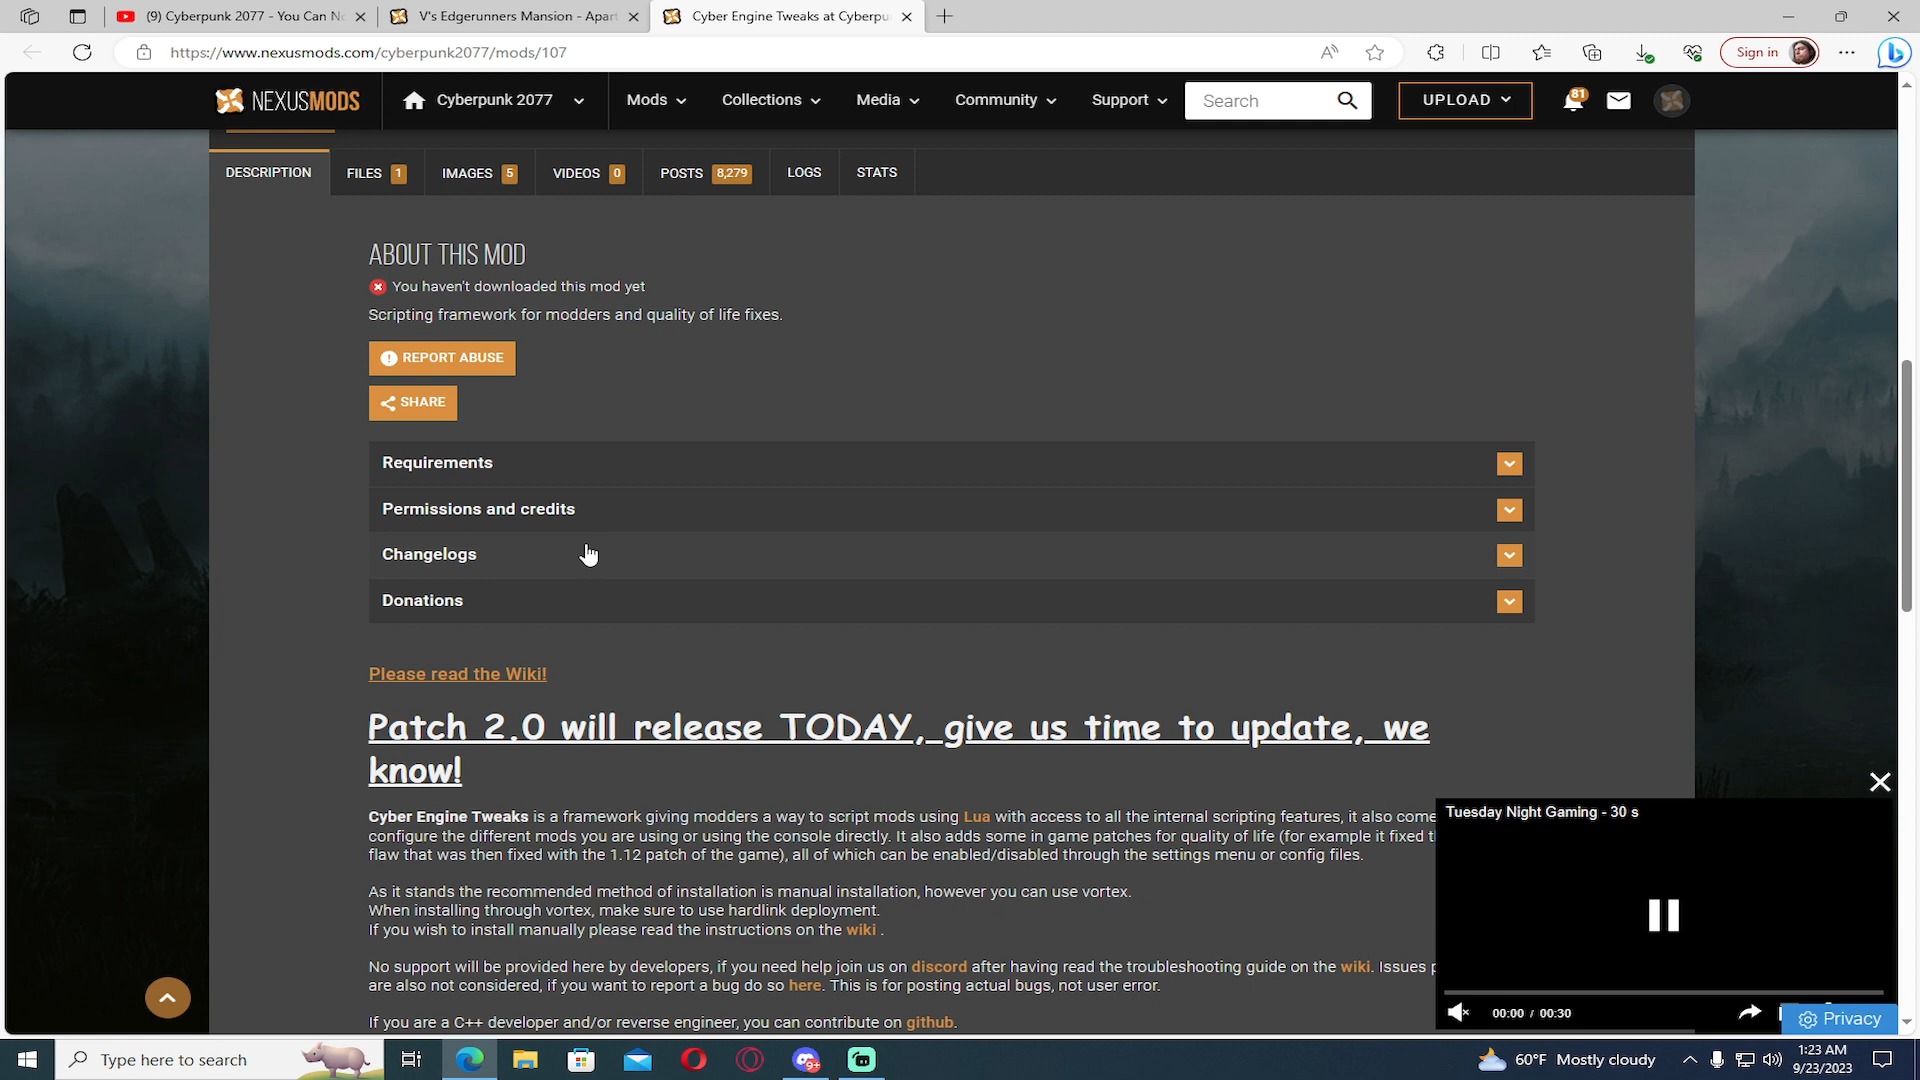 (9) Cyberpunk 2077 - You Can N
V's Edgerunners Mansion - Apar
Cyber Engine Tweaks at Cyberpu
https://www.nexusmods.com/cyberpunk2077/mods/107
Sign in
NEXUSMODS
Cyberpunk 2077
Mods
Collections
Media
Community
Support
Search
UPLOAD
81
DESCRIPTION
FILES 1
IMAGES 5
VIDEOS 0
POSTS 8,279
LOGS
STATS
ABOUT THIS MOD
You haven't downloaded this mod yet
Scripting framework for modders and quality of life fixes.
REPORT ABUSE
SHARE
Requirements
Permissions and credits
Changelogs
Donations
Please read the Wiki!
Patch 2.0 will release TODAY, give us time to update, we
know!
Cyber Engine Tweaks is a framework giving modders a way to script mods using Lua with access to all the internal scripting features, it also come
configure the different mods you are using or using the console directly. It also adds some in game patches for quality of life (for example it fixed t
flaw that was then fixed with the 1.12 patch of the game), all of which can be enabled/disabled through the settings menu or config files.
As it stands the recommended method of installation is manual installation, however you can use vortex.
When installing through vortex, make sure to use hardlink deployment.
If you wish to install manually please read the instructions on the wiki .
No support will be provided here by developers, if you need help join us on discord after having read the troubleshooting guide on the wiki. Issues p
are also not considered, if you want to report a bug do so here. This is for posting actual bugs, not user error.
If you are a C++ developer and/or reverse engineer, you can contribute on github.
Tuesday Night Gaming - 30 s
00:00 / 00:30
Privacy
Type here to search
60°F Mostly cloudy
1:23 AM
9/23/2023